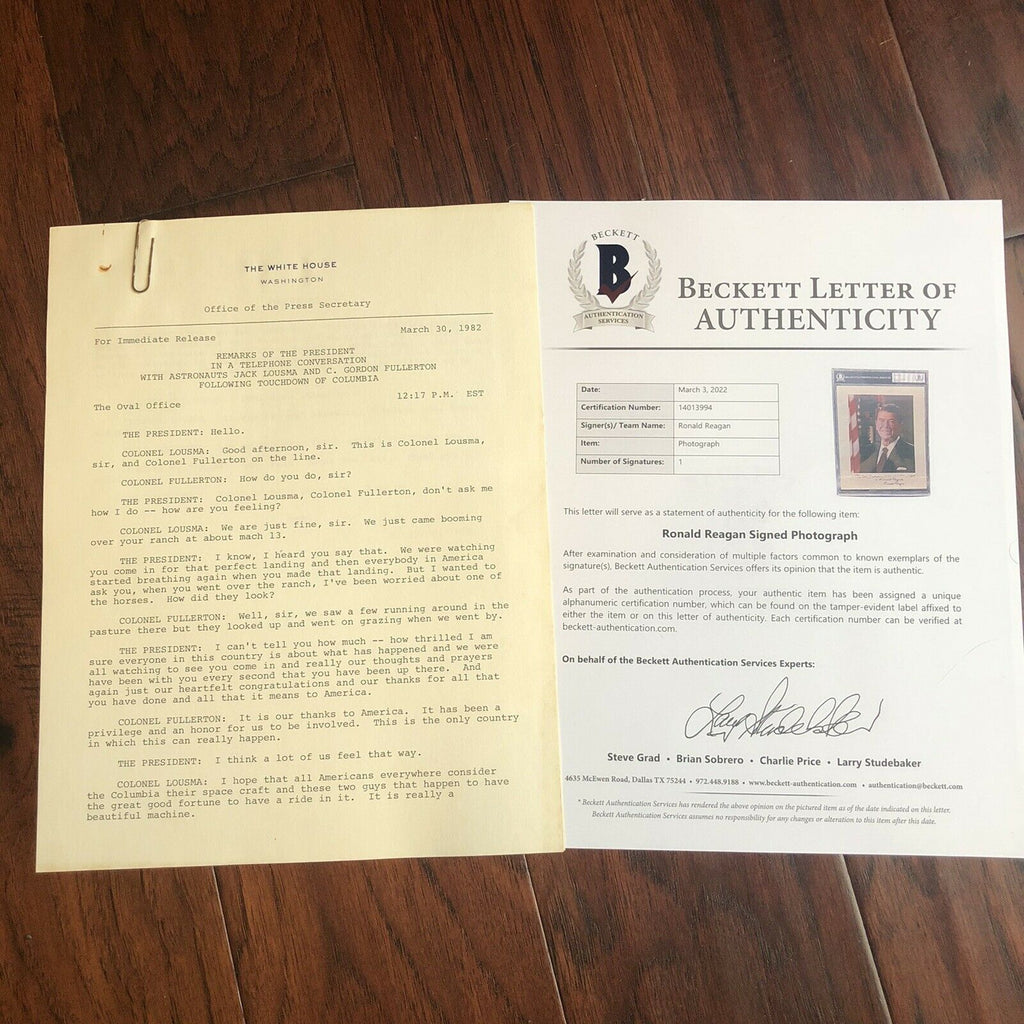 THE WHITE HOUSE
WASHINGTON
Office of the Press Secretary
For Immediate Release
March 30, 1982
REMARKS OF THE PRESIDENT
IN A TELEPHONE CONVERSATION
WITH ASTRONAUTS JACK LOUSMA AND C. GORDON FULLERTON
FOLLOWING TOUCHDOWN OF COLUMBIA
The Oval Office
12:17 P.M. EST
THE PRESIDENT: Hello.
COLONEL LOUSMA: Good afternoon, sir. This is Colonel Lousma,
sir, and Colonel Fullerton on the line.
COLONEL FULLERTON: How do you do, sir?
THE PRESIDENT: Colonel Lousma, Colonel Fullerton, don't ask me
how I do -- how are you feeling?
COLONEL LOUSMA: We are just fine, sir. We just came booming
over your ranch at about mach 13.
THE PRESIDENT: I know, I heard you say that. We were watching
you come in for that perfect landing and then everybody in America
started breathing again when you made that landing. But I wanted to
ask you, when you went over the ranch, I've been worried about one of
the horses. How did they look?
COLONEL FULLERTON: Well, sir, we saw a few running around in the
pasture there but they looked up and went on grazing when we went by.
THE PRESIDENT: I can't tell you how much -- how thrilled I am
sure everyone in this country is about what has happened and we were
all watching to see you come in and really our thoughts and prayers
have been with you every second that you have been up there. And
again just our heartfelt congratulations and our thanks for all that
you have done and all that it means to America.
COLONEL FULLERTON: It is our thanks to America. It has been a
privilege and an honor for us to be involved. This is the only country
in which this can really happen.
THE PRESIDENT: I think a lot of us feel that way.
COLONEL LOUSMA: I hope that all Americans everywhere consider
the Columbia their space craft and these two guys that happen to have
the great good fortune to have a ride in it. It is really a
beautiful machine.
BECKETT
B
AUTHENTICATION
SERVICES
BECKETT LETTER OF
AUTHENTICITY
Date: March 3, 2022
Certification Number: 14013994
Signer(s)/ Team Name: Ronald Reagan
Item: Photograph
Number of Signatures: 1
This letter will serve as a statement of authenticity for the following item:
Ronald Reagan Signed Photograph
After examination and consideration of multiple factors common to known exemplars of the
signature(s), Beckett Authentication Services offers its opinion that the item is authentic.
As part of the authentication process, your authentic item has been assigned a unique
alphanumeric certification number, which can be found on the tamper-evident label affixed to
either the item or on this letter of authenticity. Each certification number can be verified at
beckett-authentication.com.
On behalf of the Beckett Authentication Services Experts:
Steve Grad • Brian Sobrero • Charlie Price • Larry Studebaker
4635 McEwen Road, Dallas TX 75244 • 972.448.9188 • www.beckett-authentication.com • authentication@beckett.com
* Beckett Authentication Services has rendered the above opinion on the pictured item as of the date indicated on this letter.
Beckett Authentication Services assumes no responsibility for any changes or alteration to this item after this date.